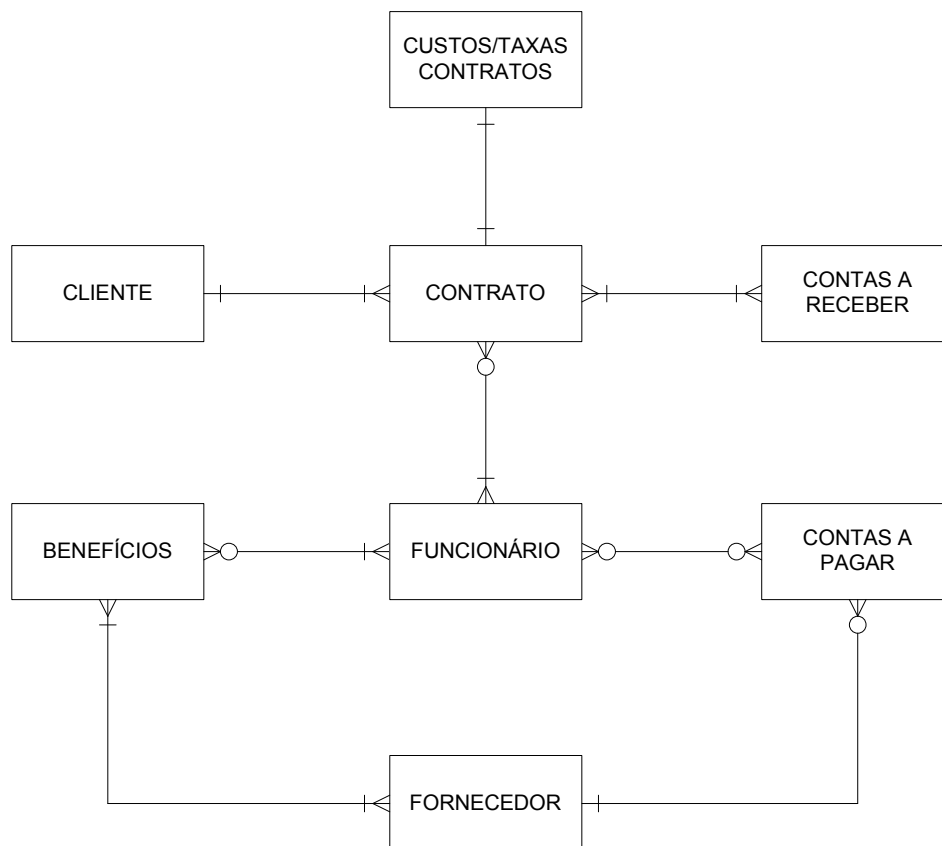 CUSTOS/TAXAS
CONTRATOS
CLIENTE
CONTRATO
CONTAS A
RECEBER
BENEFÍCIOS
FUNCIONÁRIO
CONTAS A
PAGAR
FORNECEDOR